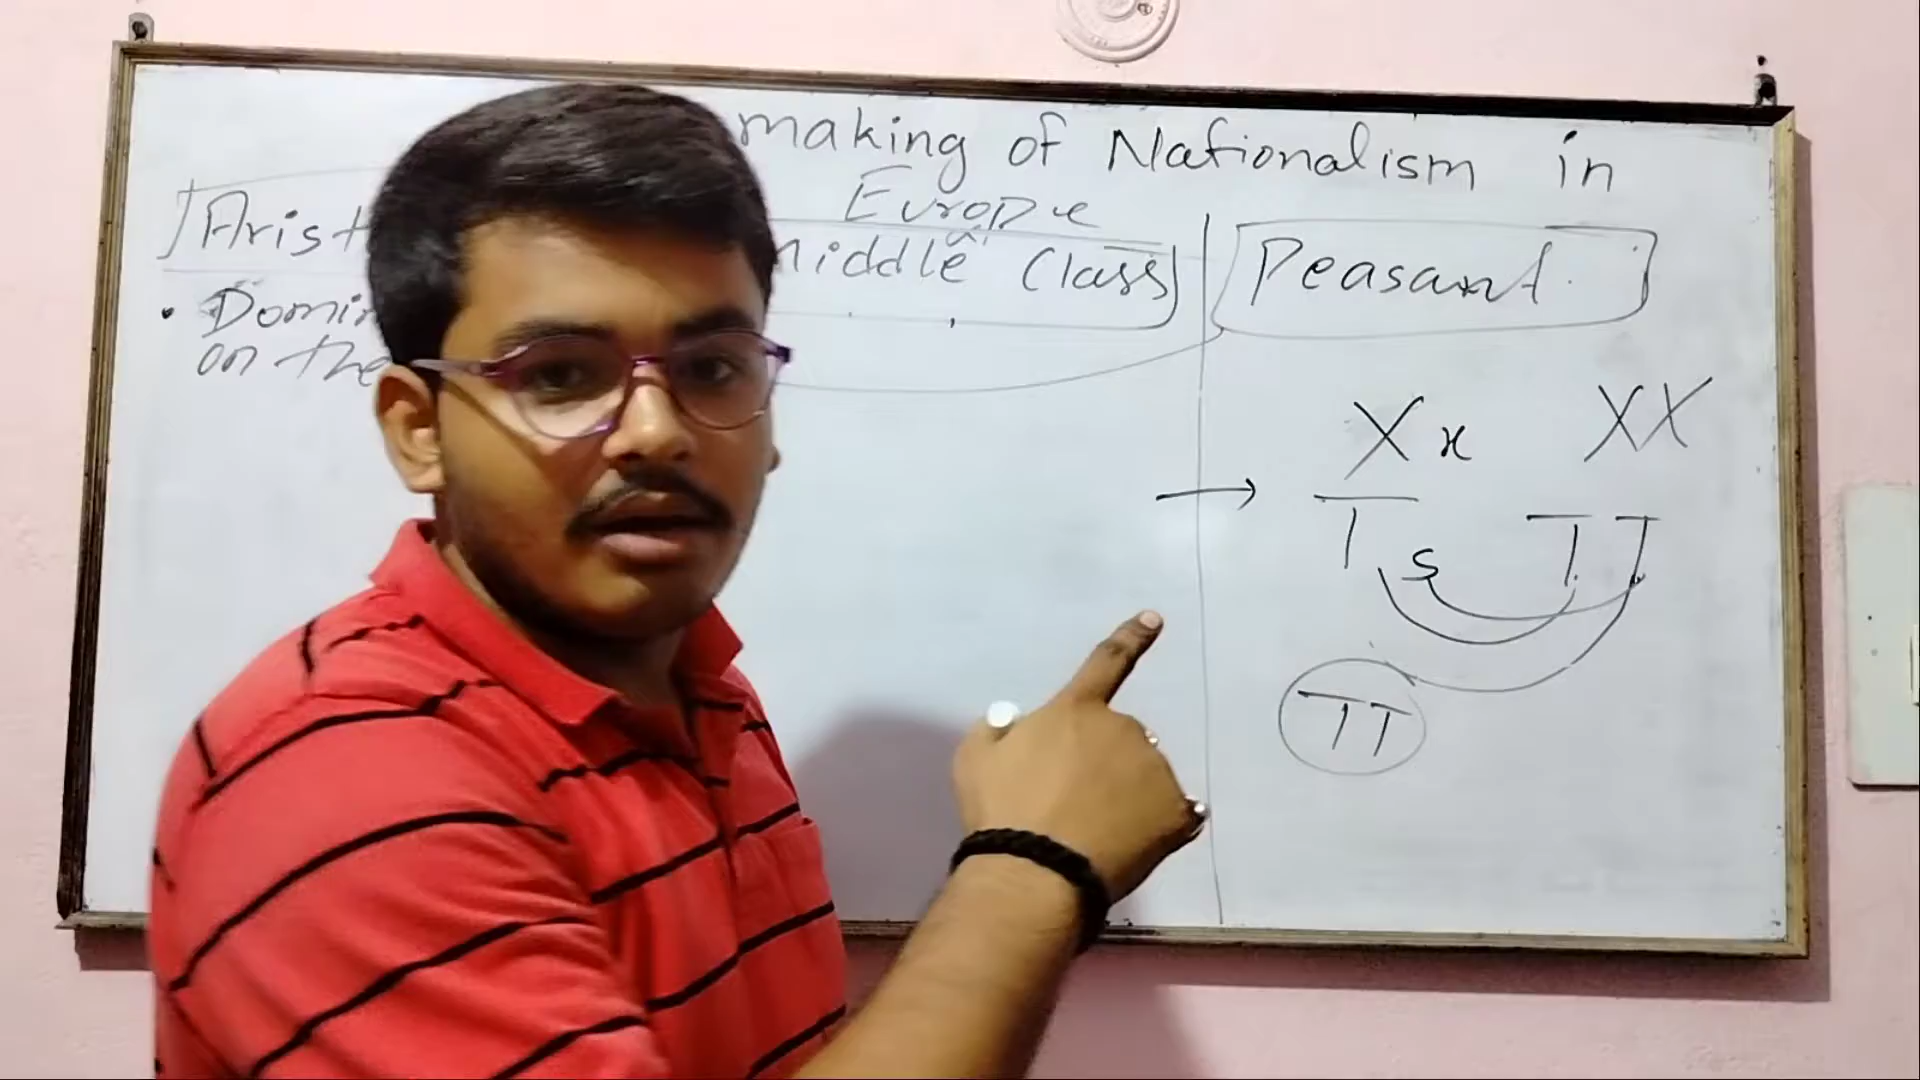 making of Nationalism in
Europe
Arist
Middle Class
Peasant
• Domin
on the
X x XX
→ T s T T
TT